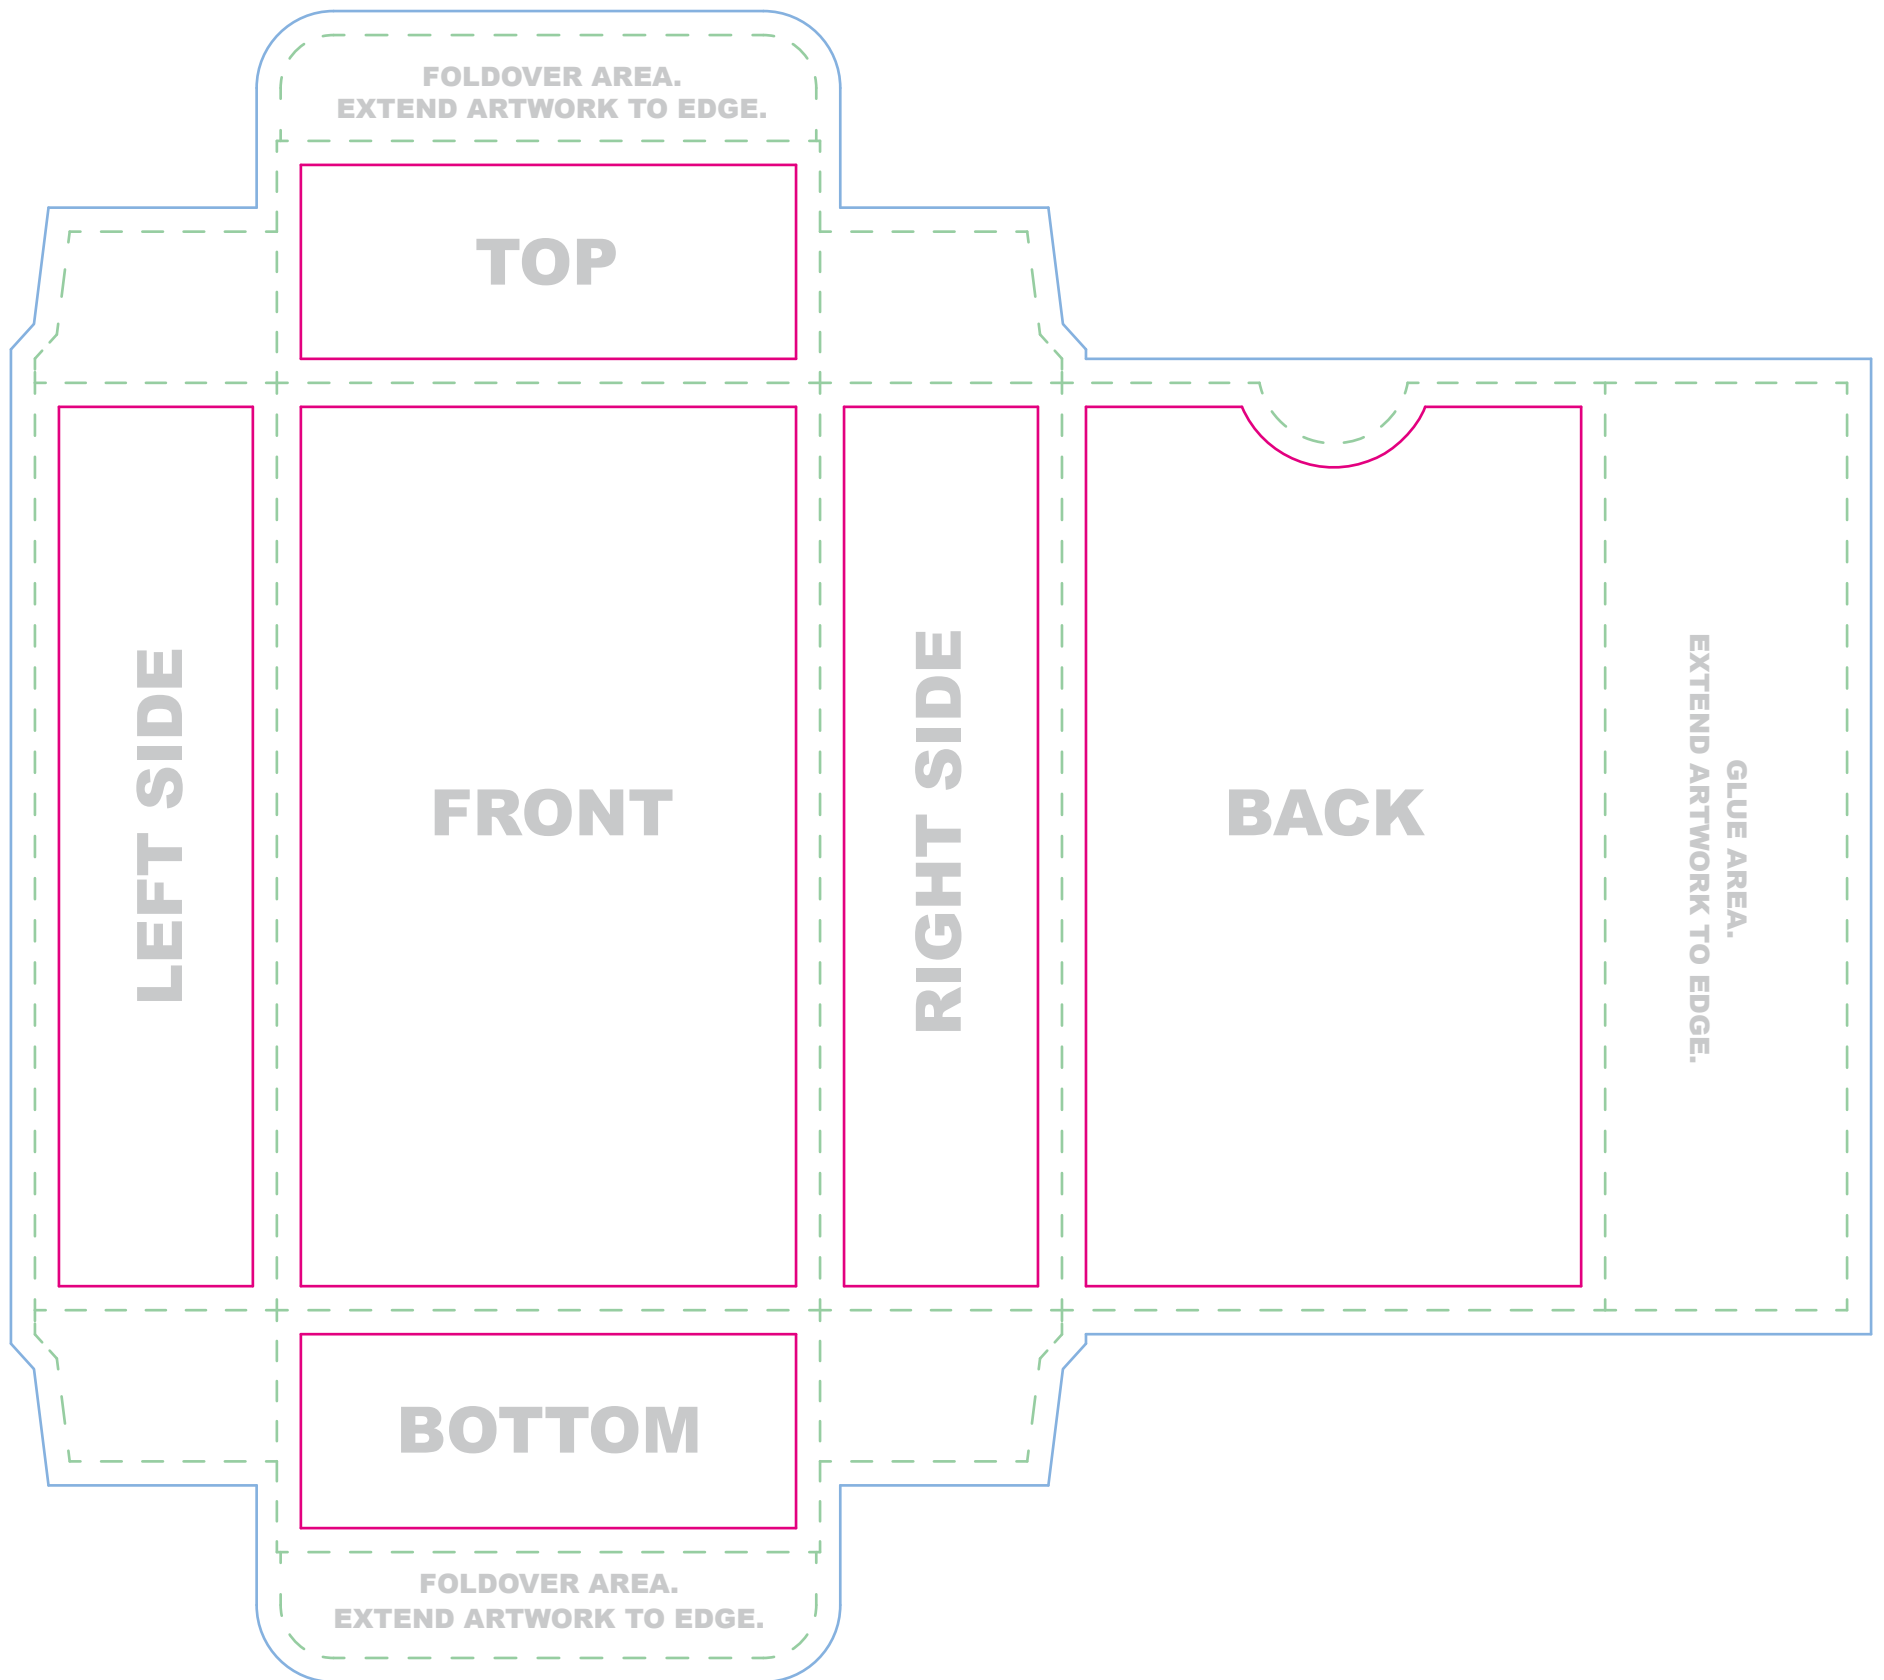 FOLDOVER AREA.
EXTEND ARTWORK TO EDGE.
TOP
LEFT SIDE
FRONT
RIGHT SIDE
BACK
GLUE AREA.
EXTEND ARTWORK TO EDGE.
BOTTOM
FOLDOVER AREA.
EXTEND ARTWORK TO EDGE.